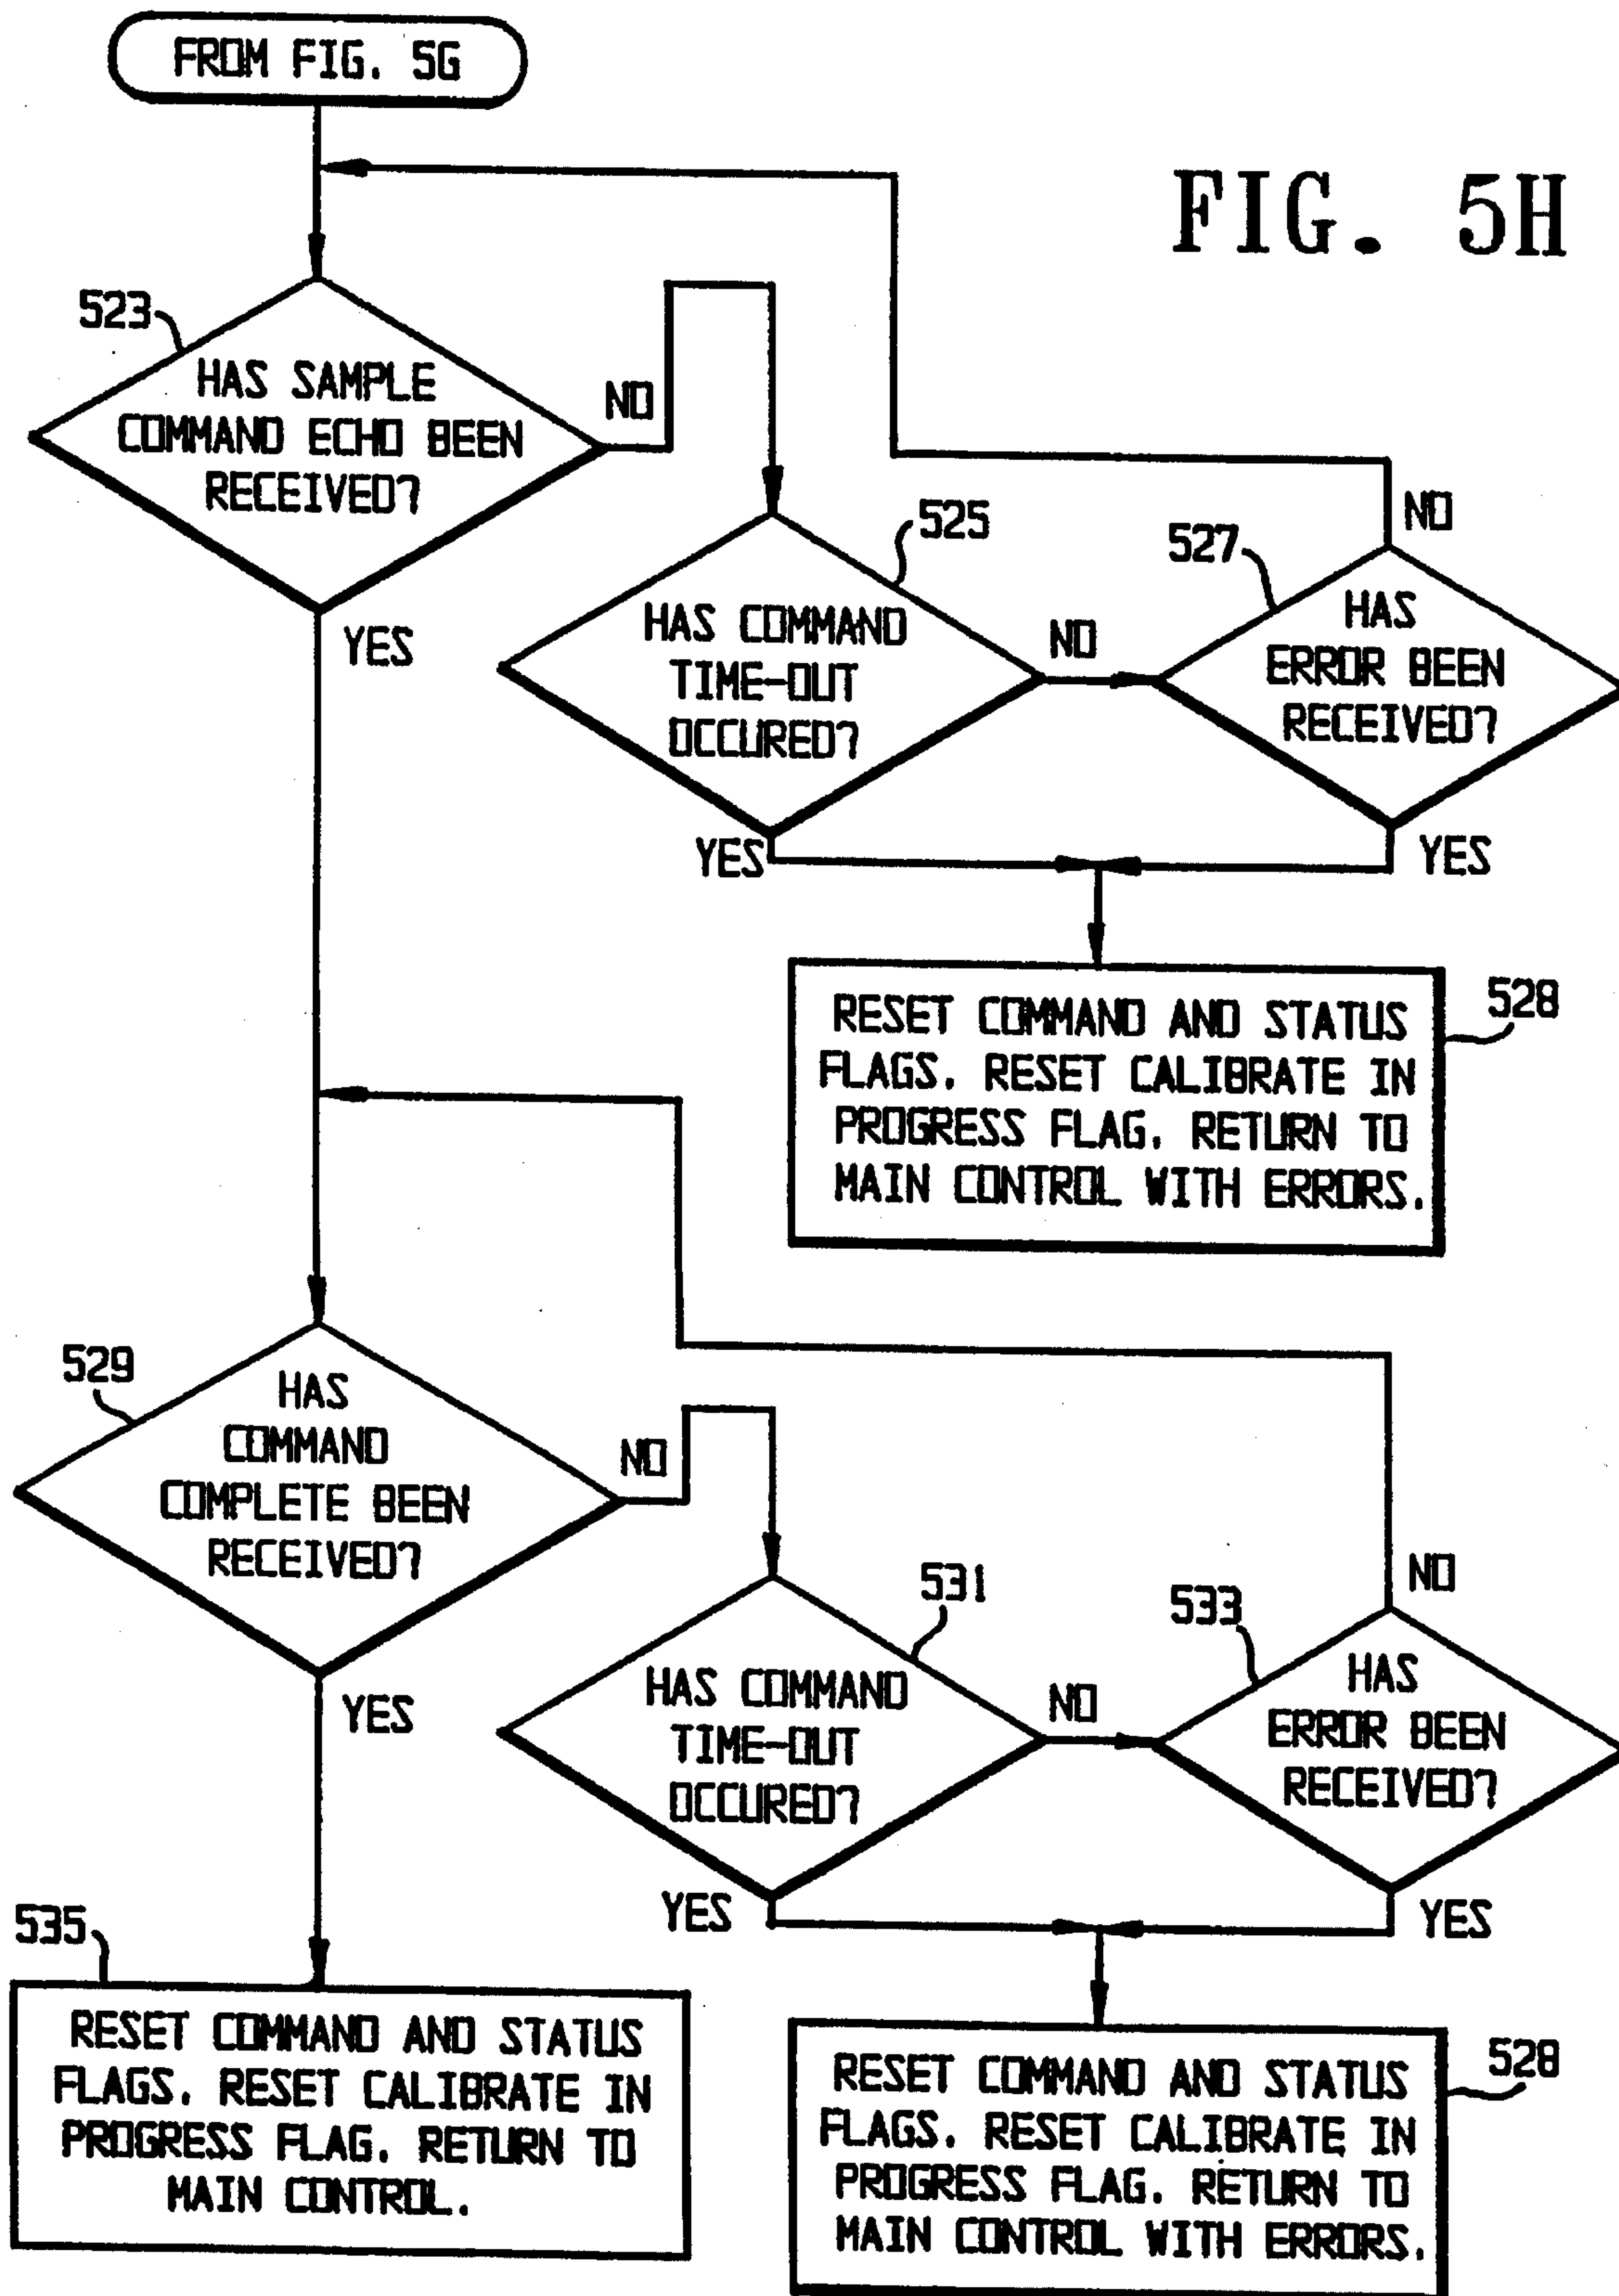 FROM FIG. 5G
FIG. 5H
523
HAS SAMPLE
COMMAND ECHO BEEN
RECEIVED?
NO
YES
525
HAS COMMAND
TIME-OUT
OCCURED?
NO
YES
527
HAS
ERROR BEEN
RECEIVED?
NO
YES
528
RESET COMMAND AND STATUS
FLAGS. RESET CALIBRATE IN
PROGRESS FLAG. RETURN TO
MAIN CONTROL WITH ERRORS.
529
HAS
COMMAND
COMPLETE BEEN
RECEIVED?
NO
YES
531
HAS COMMAND
TIME-OUT
OCCURED?
NO
YES
533
HAS
ERROR BEEN
RECEIVED?
NO
YES
535
RESET COMMAND AND STATUS
FLAGS. RESET CALIBRATE IN
PROGRESS FLAG. RETURN TO
MAIN CONTROL.
528
RESET COMMAND AND STATUS
FLAGS. RESET CALIBRATE IN
PROGRESS FLAG. RETURN TO
MAIN CONTROL WITH ERRORS.